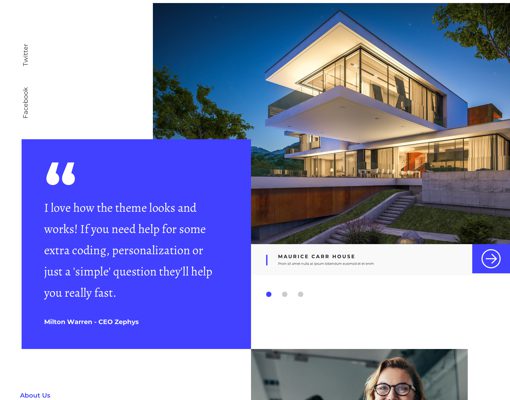 Twitter
Facebook
“
I love how the theme looks and
works! If you need help for some
extra coding, personalization or
just a 'simple' question they'll help
you really fast.
Milton Warren - CEO Zephys
MAURICE CARR HOUSE
About Us